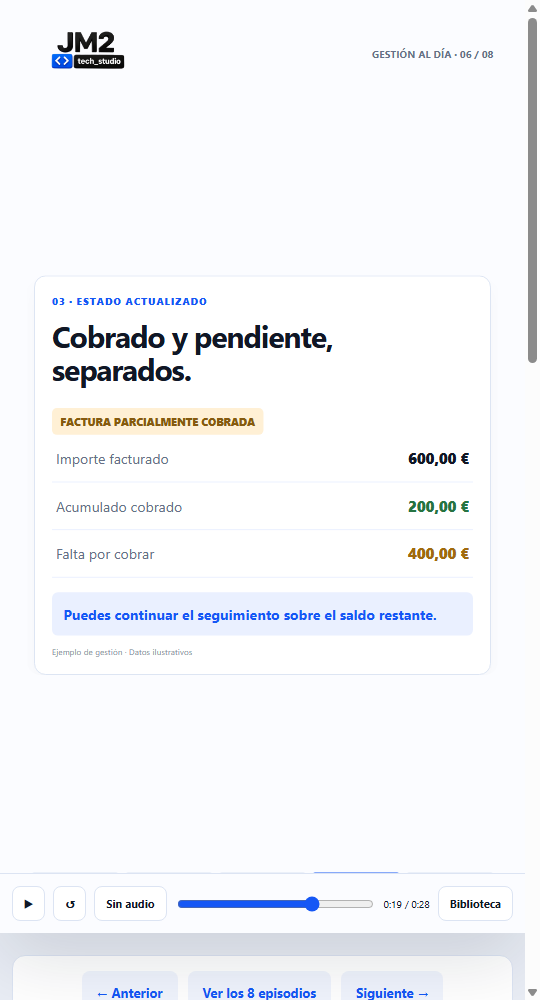 JM2
<> tech_studio
GESTIÓN AL DÍA · 06 / 08
03 · ESTADO ACTUALIZADO
Cobrado y pendiente,
separados.
FACTURA PARCIALMENTE COBRADA
Importe facturado 600,00 €
Acumulado cobrado 200,00 €
Falta por cobrar 400,00 €
Puedes continuar el seguimiento sobre el saldo restante.
Ejemplo de gestión · Datos ilustrativos
▶ ↺ Sin audio 0:19 / 0:28 Biblioteca
← Anterior Ver los 8 episodios Siguiente →